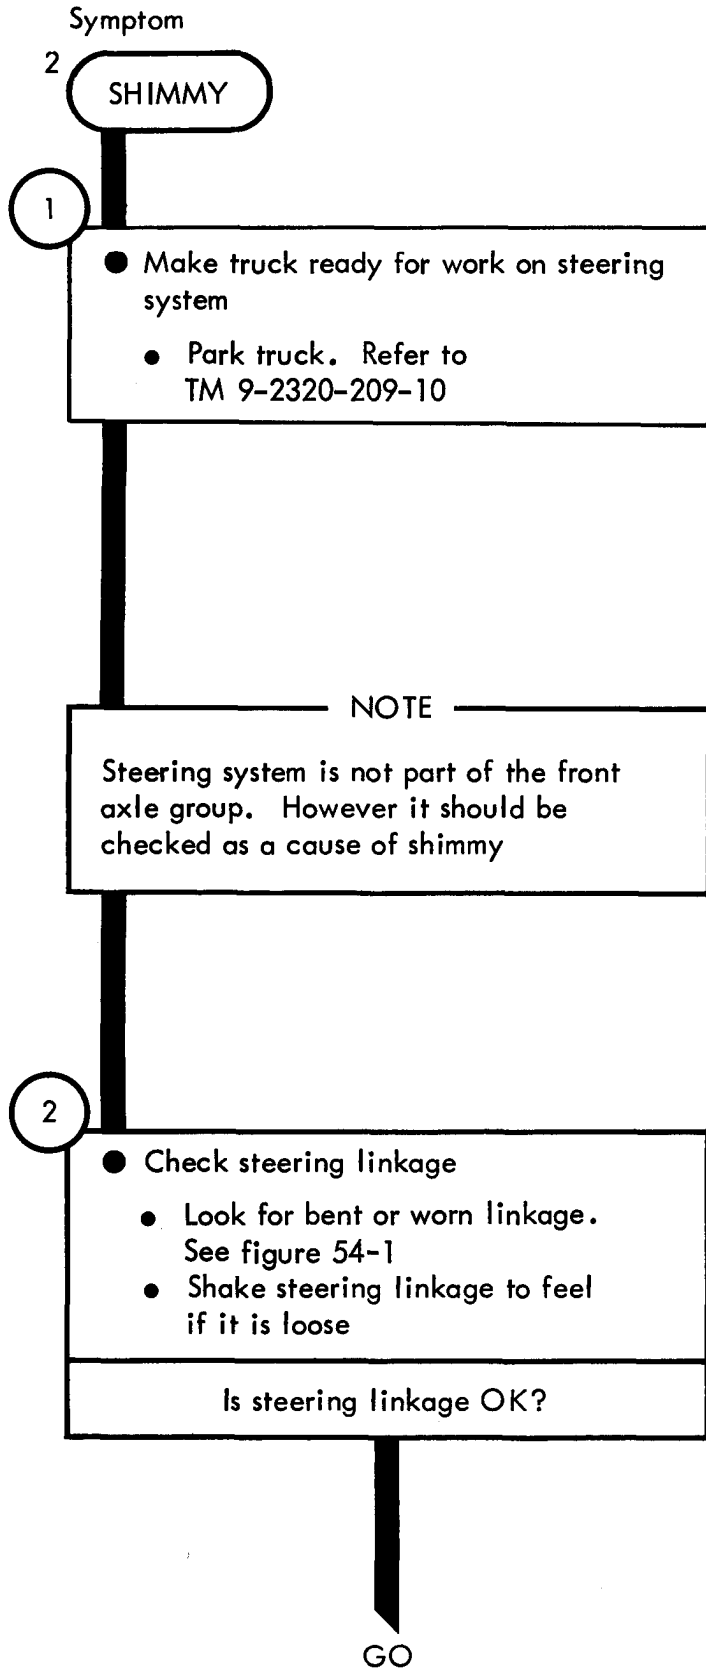 Symptom
2
SHIMMY
1
● Make truck ready for work on steering
system
● Park truck. Refer to
TM 9-2320-209-10
NOTE
Steering system is not part of the front
axle group. However it should be
checked as a cause of shimmy
2
● Check steering linkage
● Look for bent or worn linkage.
See figure 54-1
● Shake steering linkage to feel
if it is loose
Is steering linkage OK?
GO